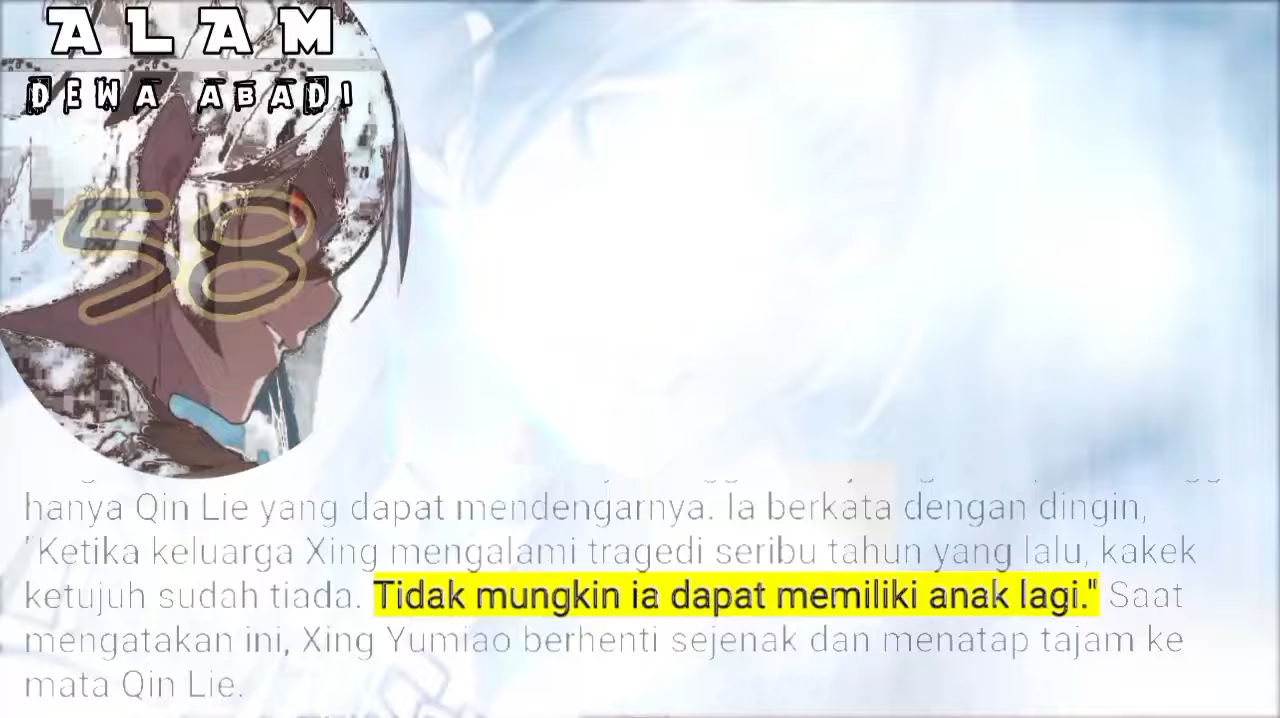 ALAM
DEWA ABADI
58
hanya Qin Lie yang dapat mendengarnya. Ia berkata dengan dingin,
"Ketika keluarga Xing mengalami tragedi seribu tahun yang lalu, kakek
ketujuh sudah tiada. Tidak mungkin ia dapat memiliki anak lagi." Saat
mengatakan ini, Xing Yumiao berhenti sejenak dan menatap tajam ke
mata Qin Lie.